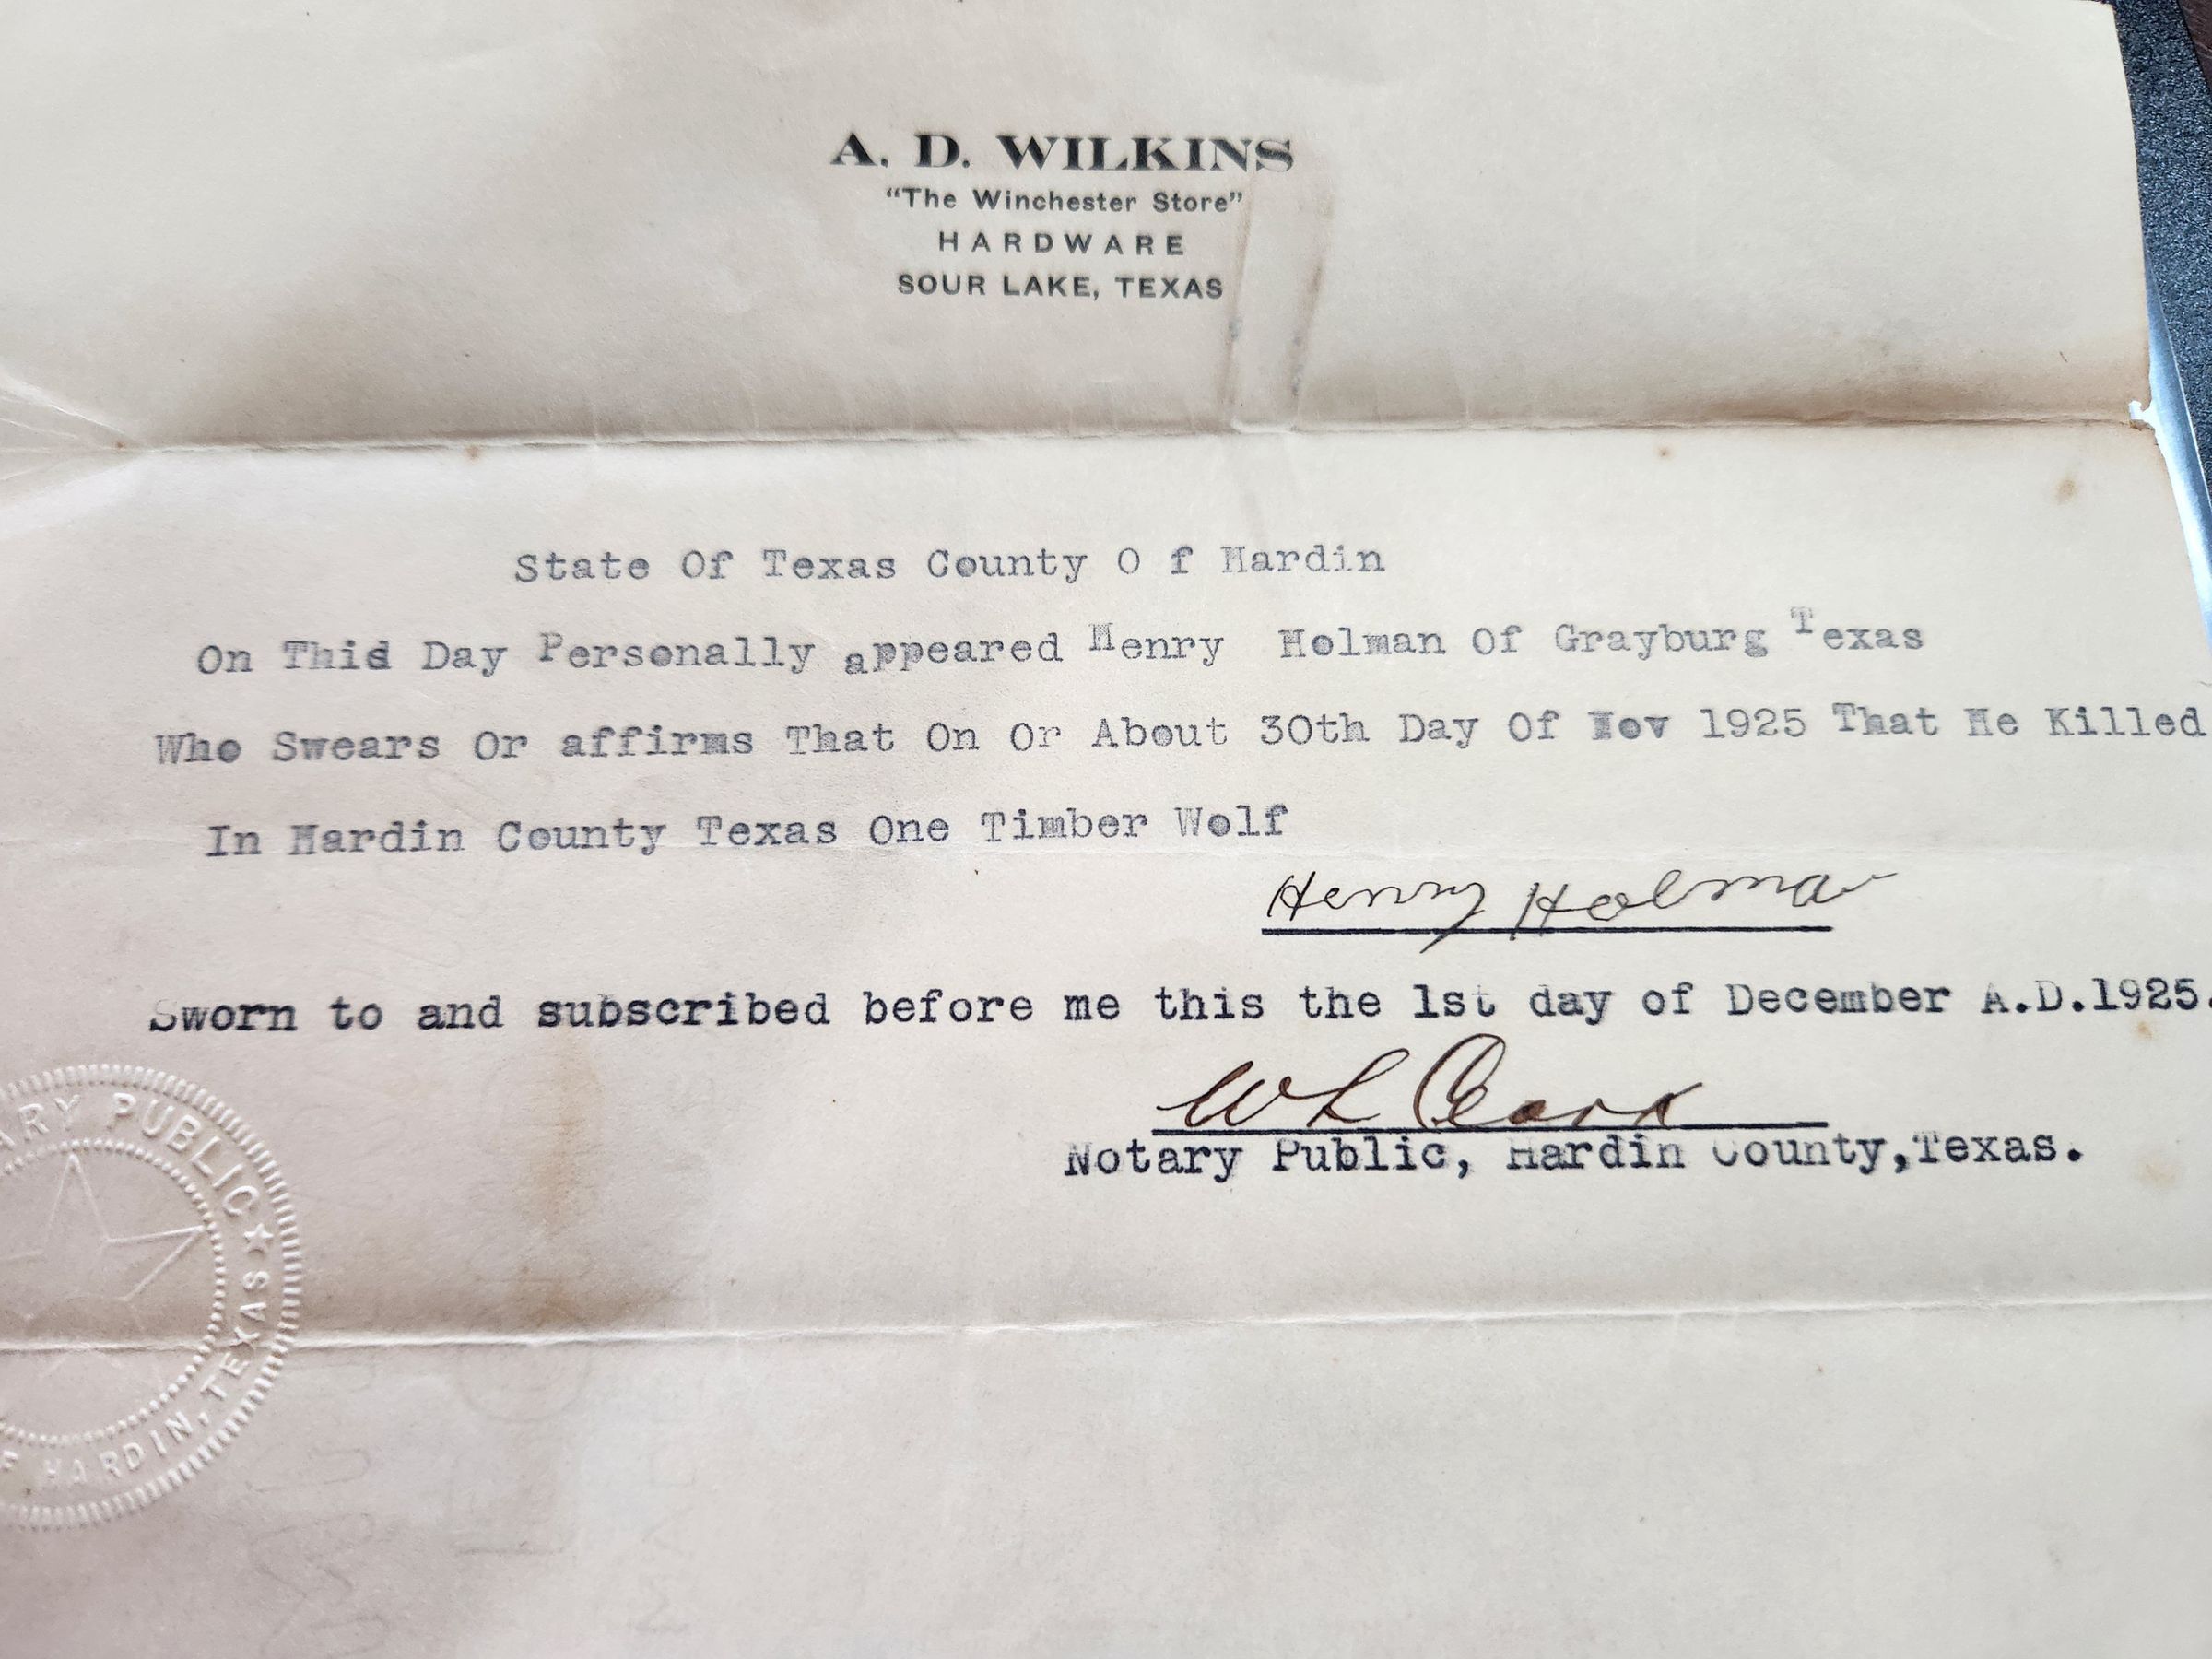 A. D. WILKINS
“The Winchester Store”
HARDWARE
SOUR LAKE, TEXAS
State Of Texas County O f Hardin
On This Day Personally appeared Henry Holman Of Grayburg Texas
Who Swears Or affirms That On Or About 30th Day Of Nov 1925 That He Killed
In Hardin County Texas One Timber Wolf
Henry Holman
Sworn to and subscribed before me this the 1st day of December A.D.1925.
W L Clark
Notary Public, Hardin County,Texas.
ARY PUBLIC ★
F HARDIN, TEXAS